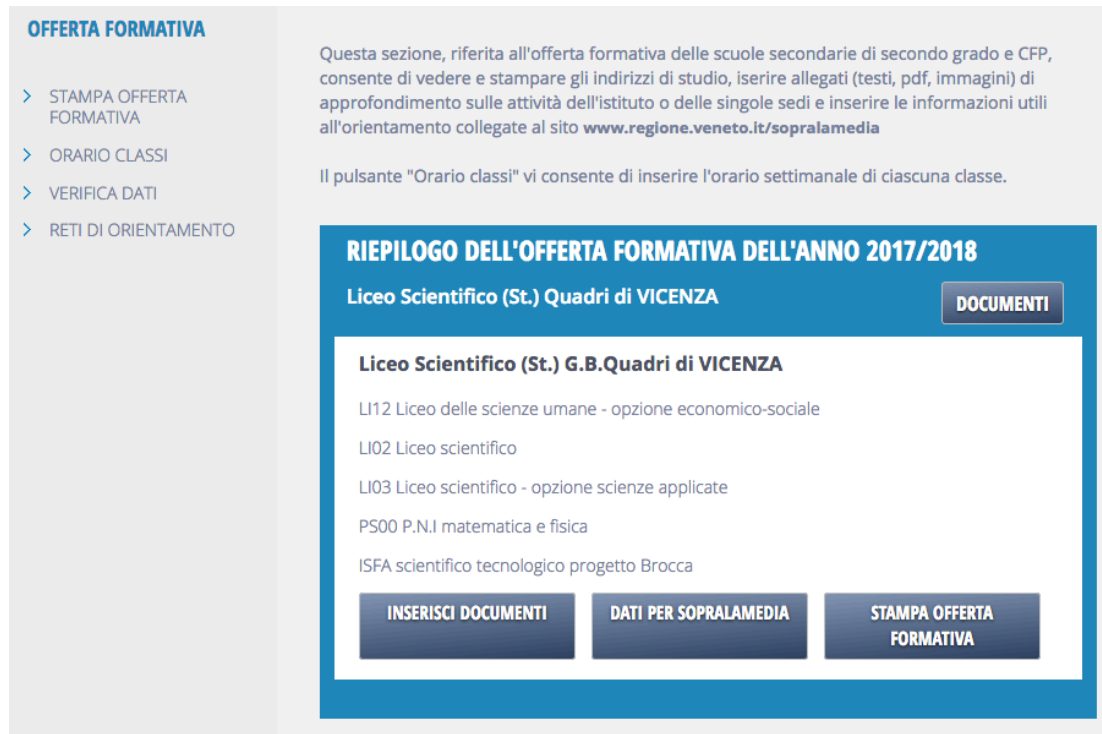 OFFERTA FORMATIVA
STAMPA OFFERTA
FORMATIVA
ORARIO CLASSI
VERIFICA DATI
RETI DI ORIENTAMENTO
Questa sezione, riferita all'offerta formativa delle scuole secondarie di secondo grado e CFP,
consente di vedere e stampare gli indirizzi di studio, iserire allegati (testi, pdf, immagini) di
approfondimento sulle attività dell'istituto o delle singole sedi e inserire le informazioni utili
all'orientamento collegate al sito www.regione.veneto.it/sopralamedia
Il pulsante "Orario classi" vi consente di inserire l'orario settimanale di ciascuna classe.
RIEPILOGO DELL'OFFERTA FORMATIVA DELL'ANNO 2017/2018
Liceo Scientifico (St.) Quadri di VICENZA
DOCUMENTI
Liceo Scientifico (St.) G.B.Quadri di VICENZA
LI12 Liceo delle scienze umane - opzione economico-sociale
LI02 Liceo scientifico
LI03 Liceo scientifico - opzione scienze applicate
PS00 P.N.I matematica e fisica
ISFA scientifico tecnologico progetto Brocca
INSERISCI DOCUMENTI
DATI PER SOPRALAMEDIA
STAMPA OFFERTA
FORMATIVA